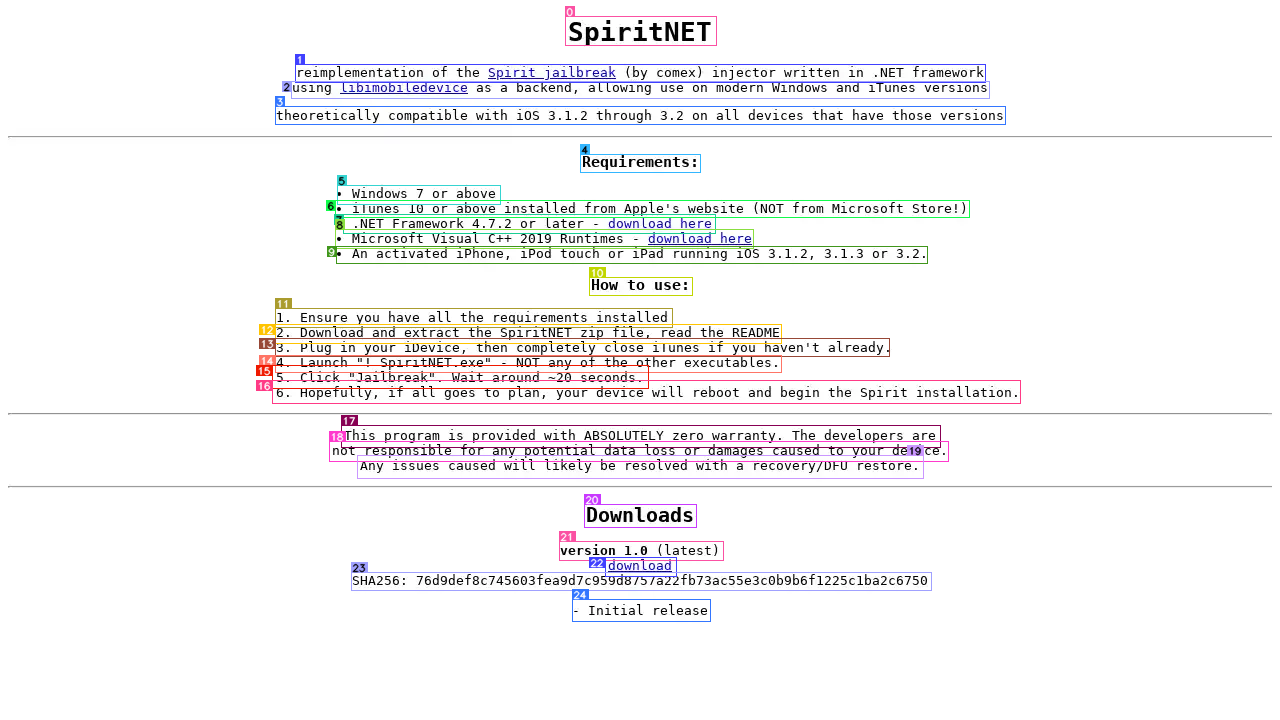 SpiritNET
reimplementation of the Spirit jailbreak (by comex) injector written in .NET framework
using libimobiledevice as a backend, allowing use on modern Windows and iTunes versions
theoretically compatible with iOS 3.1.2 through 3.2 on all devices that have those versions
Requirements:
• Windows 7 or above
• iTunes 10 or above installed from Apple's website (NOT from Microsoft Store!)
.NET Framework 4.7.2 or later - download here
• Microsoft Visual C++ 2019 Runtimes - download here
• An activated iPhone, iPod touch or iPad running iOS 3.1.2, 3.1.3 or 3.2.
How to use:
1. Ensure you have all the requirements installed
2. Download and extract the SpiritNET zip file, read the README
3. Plug in your iDevice, then completely close iTunes if you haven't already.
4. Launch "!_SpiritNET.exe" - NOT any of the other executables.
5. Click "Jailbreak". Wait around ~20 seconds.
6. Hopefully, if all goes to plan, your device will reboot and begin the Spirit installation.
This program is provided with ABSOLUTELY zero warranty. The developers are
not responsible for any potential data loss or damages caused to your device.
Any issues caused will likely be resolved with a recovery/DFU restore.
Downloads
version 1.0 (latest)
download
SHA256: 76d9def8c745603fea9d7c959d8757a22fb73ac55e3c0b9b6f1225c1ba2c6750
- Initial release